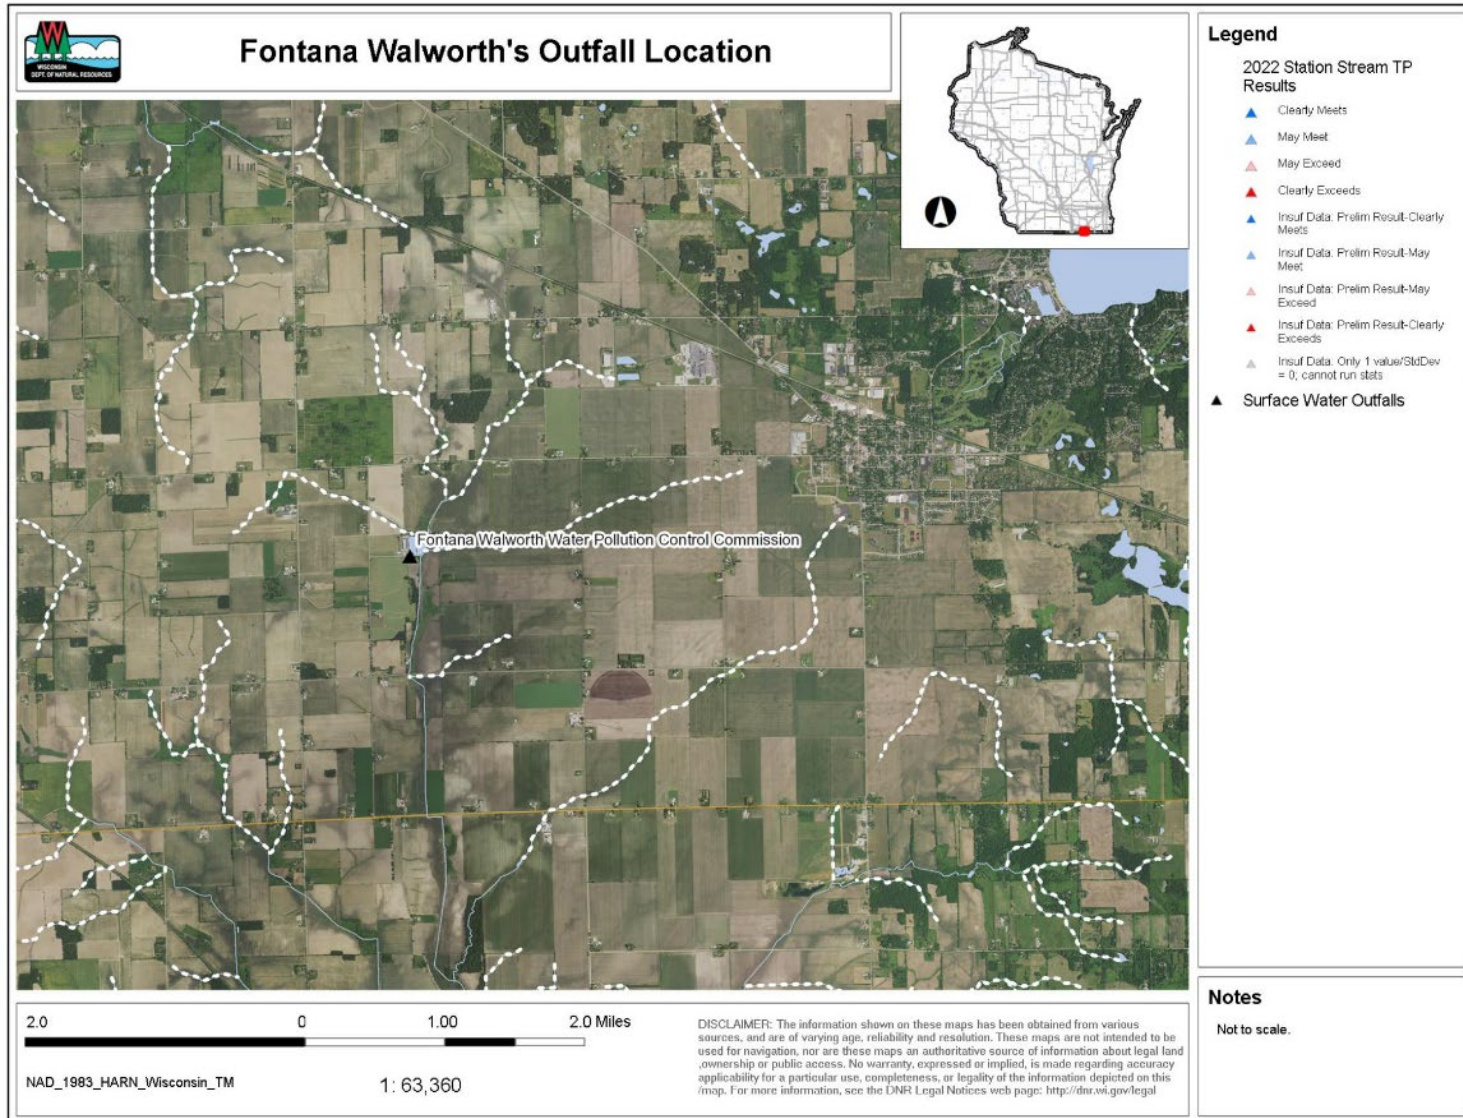 WISCONSIN
DEPT. OF NATURAL RESOURCES
Fontana Walworth's Outfall Location
Fontana Walworth Water Pollution Control Commission
Legend
2022 Station Stream TP
Results
Clearly Meets
May Meet
May Exceed
Clearly Exceeds
Insuf Data: Prelim Result-Clearly
Meets
Insuf Data: Prelim Result-May
Meet
Insuf Data: Prelim Result-May
Exceed
Insuf Data: Prelim Result-Clearly
Exceeds
Insuf Data: Only 1 value/StdDev
= 0; cannot run stats
Surface Water Outfalls
2.0 0 1.00 2.0 Miles
NAD_1983_HARN_Wisconsin_TM
1: 63,360
DISCLAIMER: The information shown on these maps has been obtained from various
sources, and are of varying age, reliability and resolution. These maps are not intended to be
used for navigation, nor are these maps an authoritative source of information about legal land
,ownership or public access. No warranty, expressed or implied, is made regarding accuracy
applicability for a particular use, completeness, or legality of the information depicted on this
/map. For more information, see the DNR Legal Notices web page: http://dnr.wi.gov/legal
Notes
Not to scale.